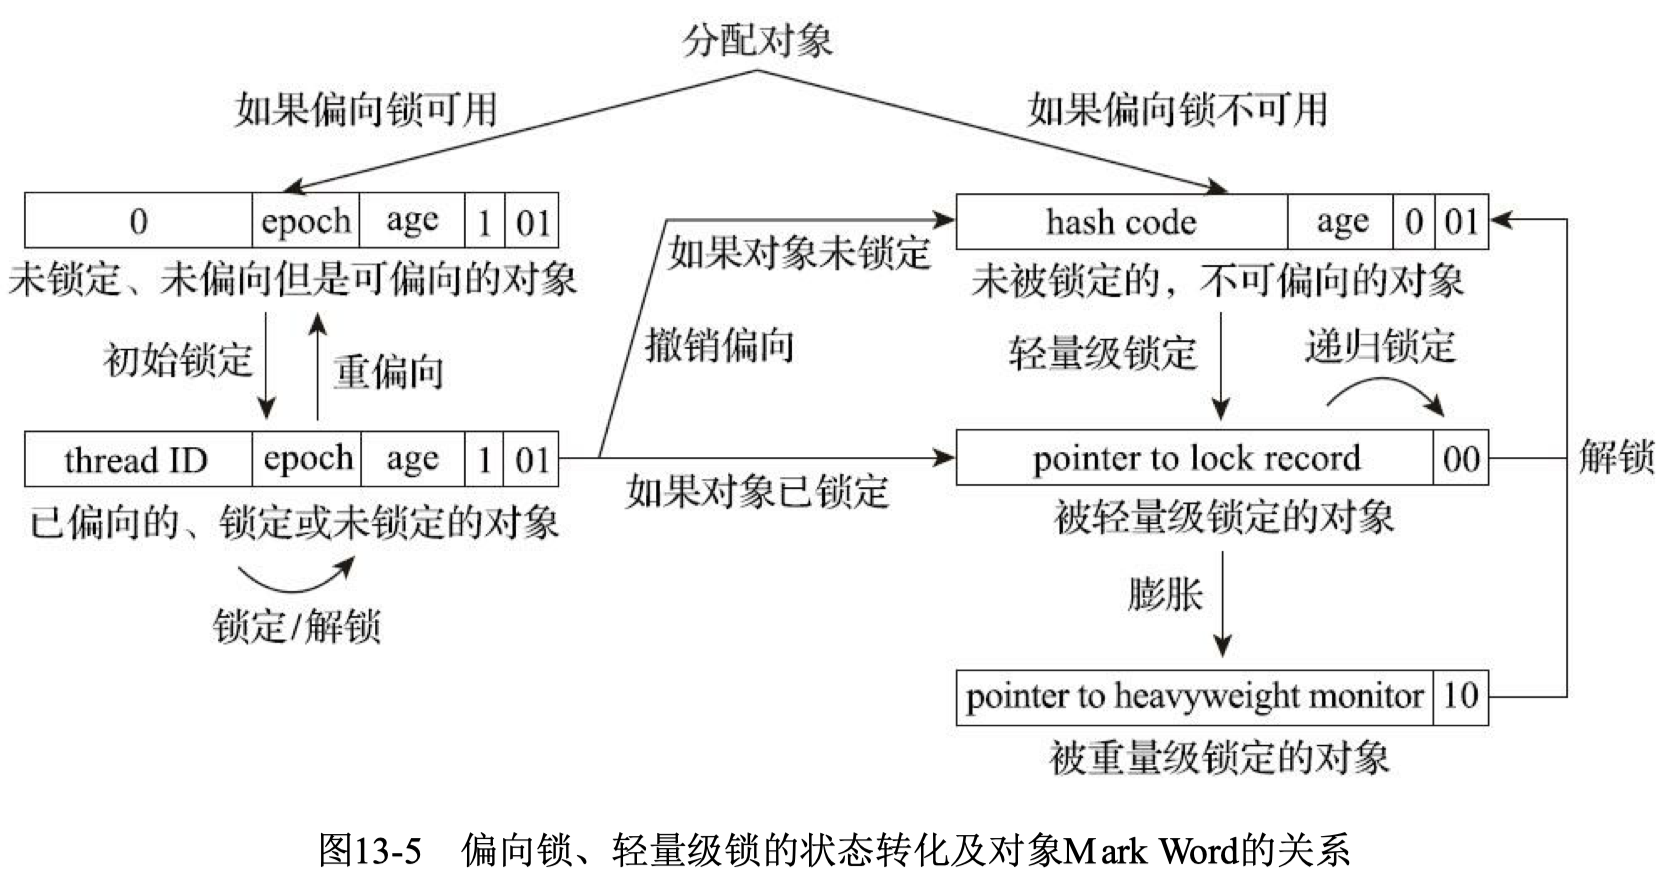 分配对象
如果偏向锁可用
如果偏向锁不可用
0 epoch age 1 01
未锁定、未偏向但是可偏向的对象
hash code age 0 01
未被锁定的，不可偏向的对象
如果对象未锁定
初始锁定
重偏向
撤销偏向
轻量级锁定
递归锁定
thread ID epoch age 1 01
已偏向的、锁定或未锁定的对象
如果对象已锁定
pointer to lock record 00
被轻量级锁定的对象
解锁
锁定/解锁
膨胀
pointer to heavyweight monitor 10
被重量级锁定的对象
图13-5 偏向锁、轻量级锁的状态转化及对象Mark Word的关系